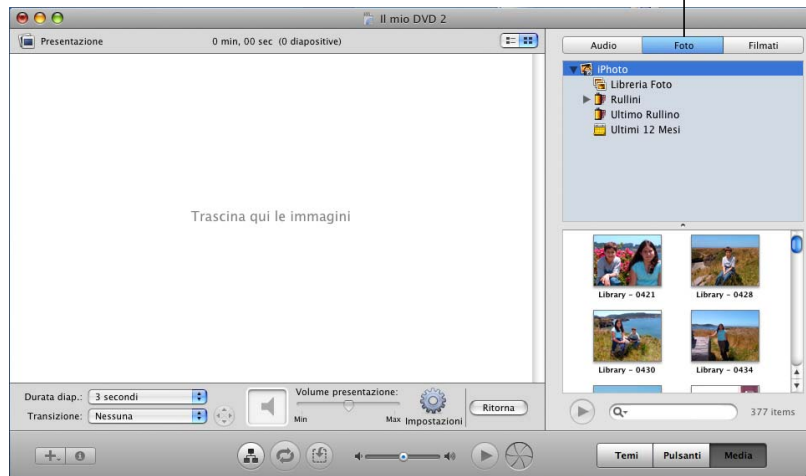 Il mio DVD 2
Presentazione 0 min, 00 sec (0 diapositive)
Audio Foto Filmati
iPhoto
Libreria Foto
Rullini
Ultimo Rullino
Ultimi 12 Mesi
Trascina qui le immagini
Library - 0421 Library - 0428
Library - 0430 Library - 0434
Durata diap.: 3 secondi
Transizione: Nessuna
Volume presentazione:
Min Max
Impostazioni
Ritorna
377 items
Temi Pulsanti Media